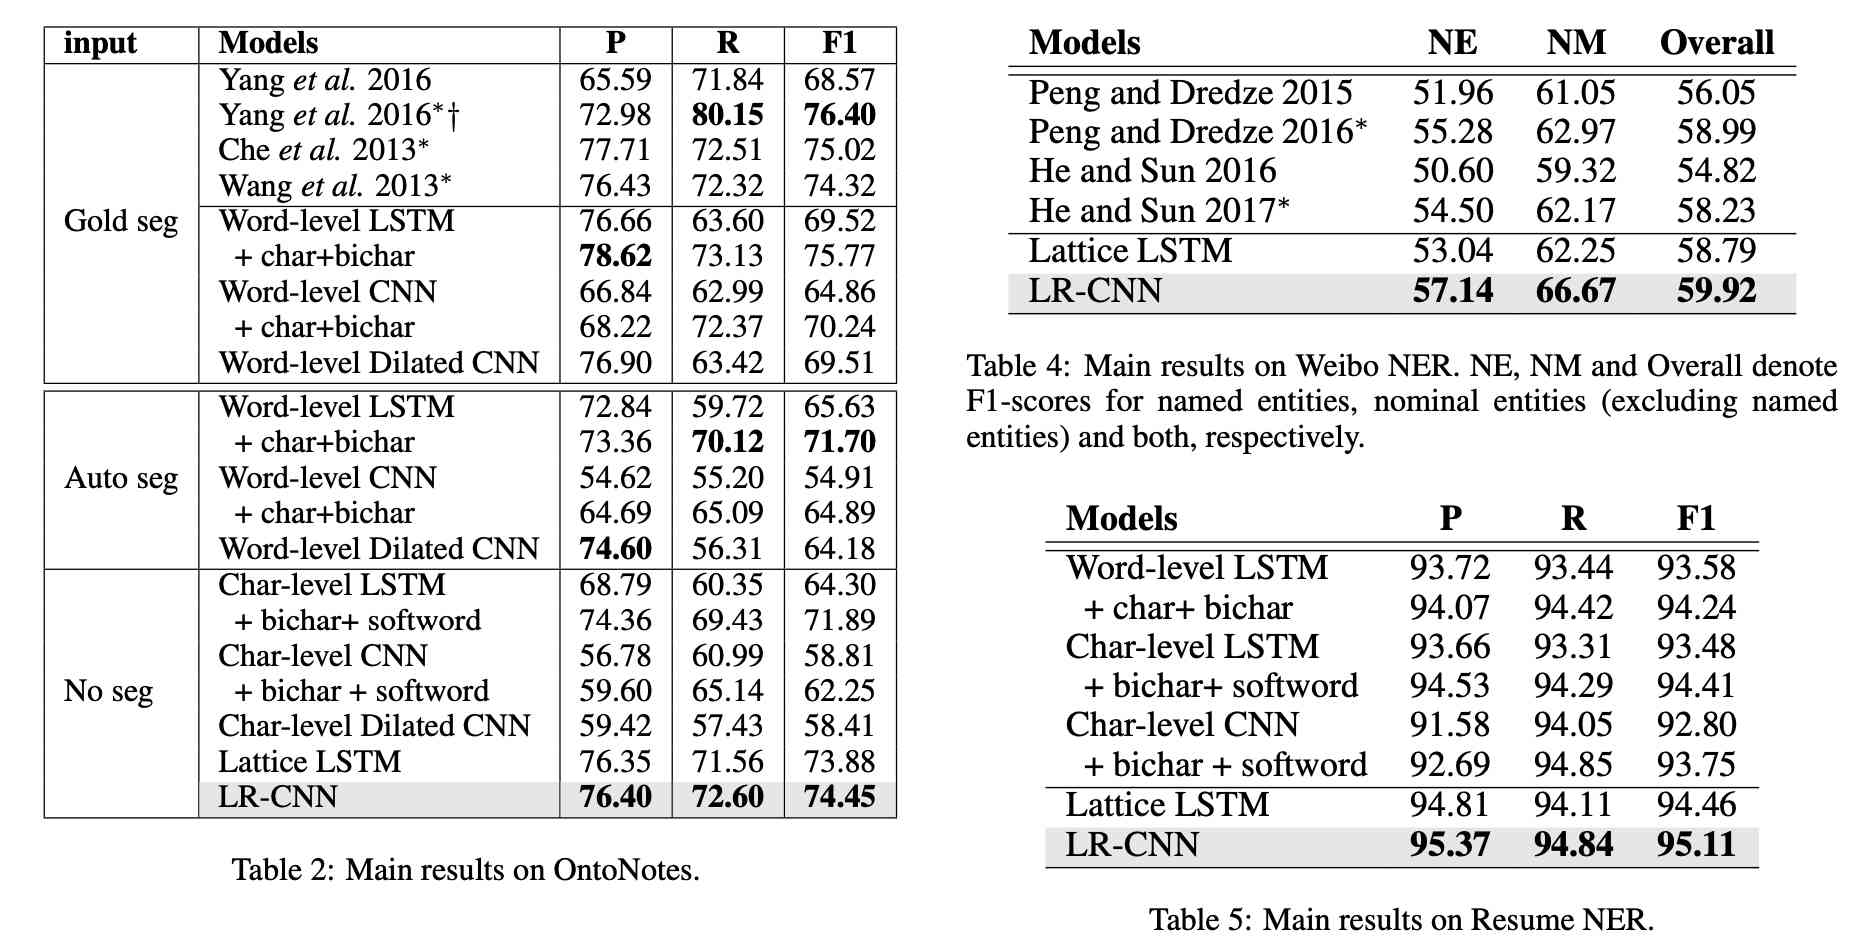 input Models P R F1
Yang et al. 2016 65.59 71.84 68.57
Yang et al. 2016*† 72.98 80.15 76.40
Che et al. 2013* 77.71 72.51 75.02
Wang et al. 2013* 76.43 72.32 74.32
Gold seg Word-level LSTM 76.66 63.60 69.52
+ char+bichar 78.62 73.13 75.77
Word-level CNN 66.84 62.99 64.86
+ char+bichar 68.22 72.37 70.24
Word-level Dilated CNN 76.90 63.42 69.51
Word-level LSTM 72.84 59.72 65.63
+ char+bichar 73.36 70.12 71.70
Auto seg Word-level CNN 54.62 55.20 54.91
+ char+bichar 64.69 65.09 64.89
Word-level Dilated CNN 74.60 56.31 64.18
Char-level LSTM 68.79 60.35 64.30
+ bichar+ softword 74.36 69.43 71.89
Char-level CNN 56.78 60.99 58.81
No seg + bichar + softword 59.60 65.14 62.25
Char-level Dilated CNN 59.42 57.43 58.41
Lattice LSTM 76.35 71.56 73.88
LR-CNN 76.40 72.60 74.45
Table 2: Main results on OntoNotes.
Models NE NM Overall
Peng and Dredze 2015 51.96 61.05 56.05
Peng and Dredze 2016* 55.28 62.97 58.99
He and Sun 2016 50.60 59.32 54.82
He and Sun 2017* 54.50 62.17 58.23
Lattice LSTM 53.04 62.25 58.79
LR-CNN 57.14 66.67 59.92
Table 4: Main results on Weibo NER. NE, NM and Overall denote
F1-scores for named entities, nominal entities (excluding named
entities) and both, respectively.
Models P R F1
Word-level LSTM 93.72 93.44 93.58
+ char+ bichar 94.07 94.42 94.24
Char-level LSTM 93.66 93.31 93.48
+ bichar+ softword 94.53 94.29 94.41
Char-level CNN 91.58 94.05 92.80
+ bichar + softword 92.69 94.85 93.75
Lattice LSTM 94.81 94.11 94.46
LR-CNN 95.37 94.84 95.11
Table 5: Main results on Resume NER.